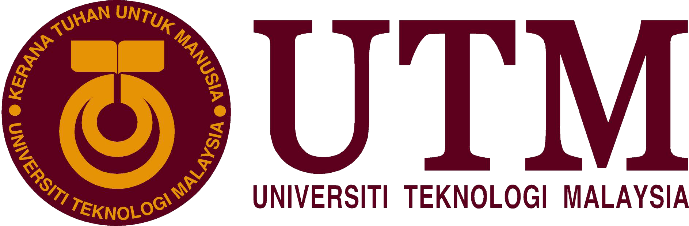 KERANA TUHAN UNTUK MANUSIA
UNIVERSITI TEKNOLOGI MALAYSIA
UTM
UNIVERSITI TEKNOLOGI MALAYSIA